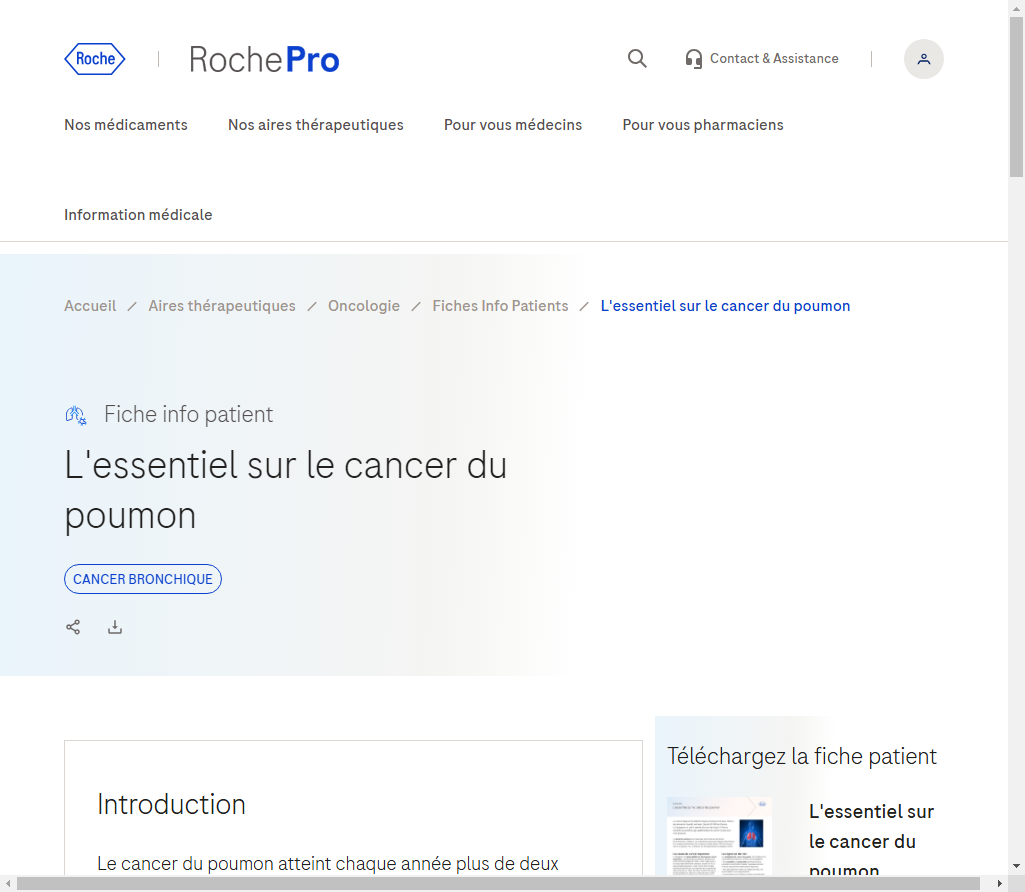 Roche
RochePro
Contact & Assistance
Nos médicaments
Nos aires thérapeutiques
Pour vous médecins
Pour vous pharmaciens
Information médicale
Accueil / Aires thérapeutiques / Oncologie / Fiches Info Patients / L'essentiel sur le cancer du poumon
Fiche info patient
L'essentiel sur le cancer du
poumon
CANCER BRONCHIQUE
Introduction
Le cancer du poumon atteint chaque année plus de deux
Téléchargez la fiche patient
L'essentiel sur
le cancer du
poumon